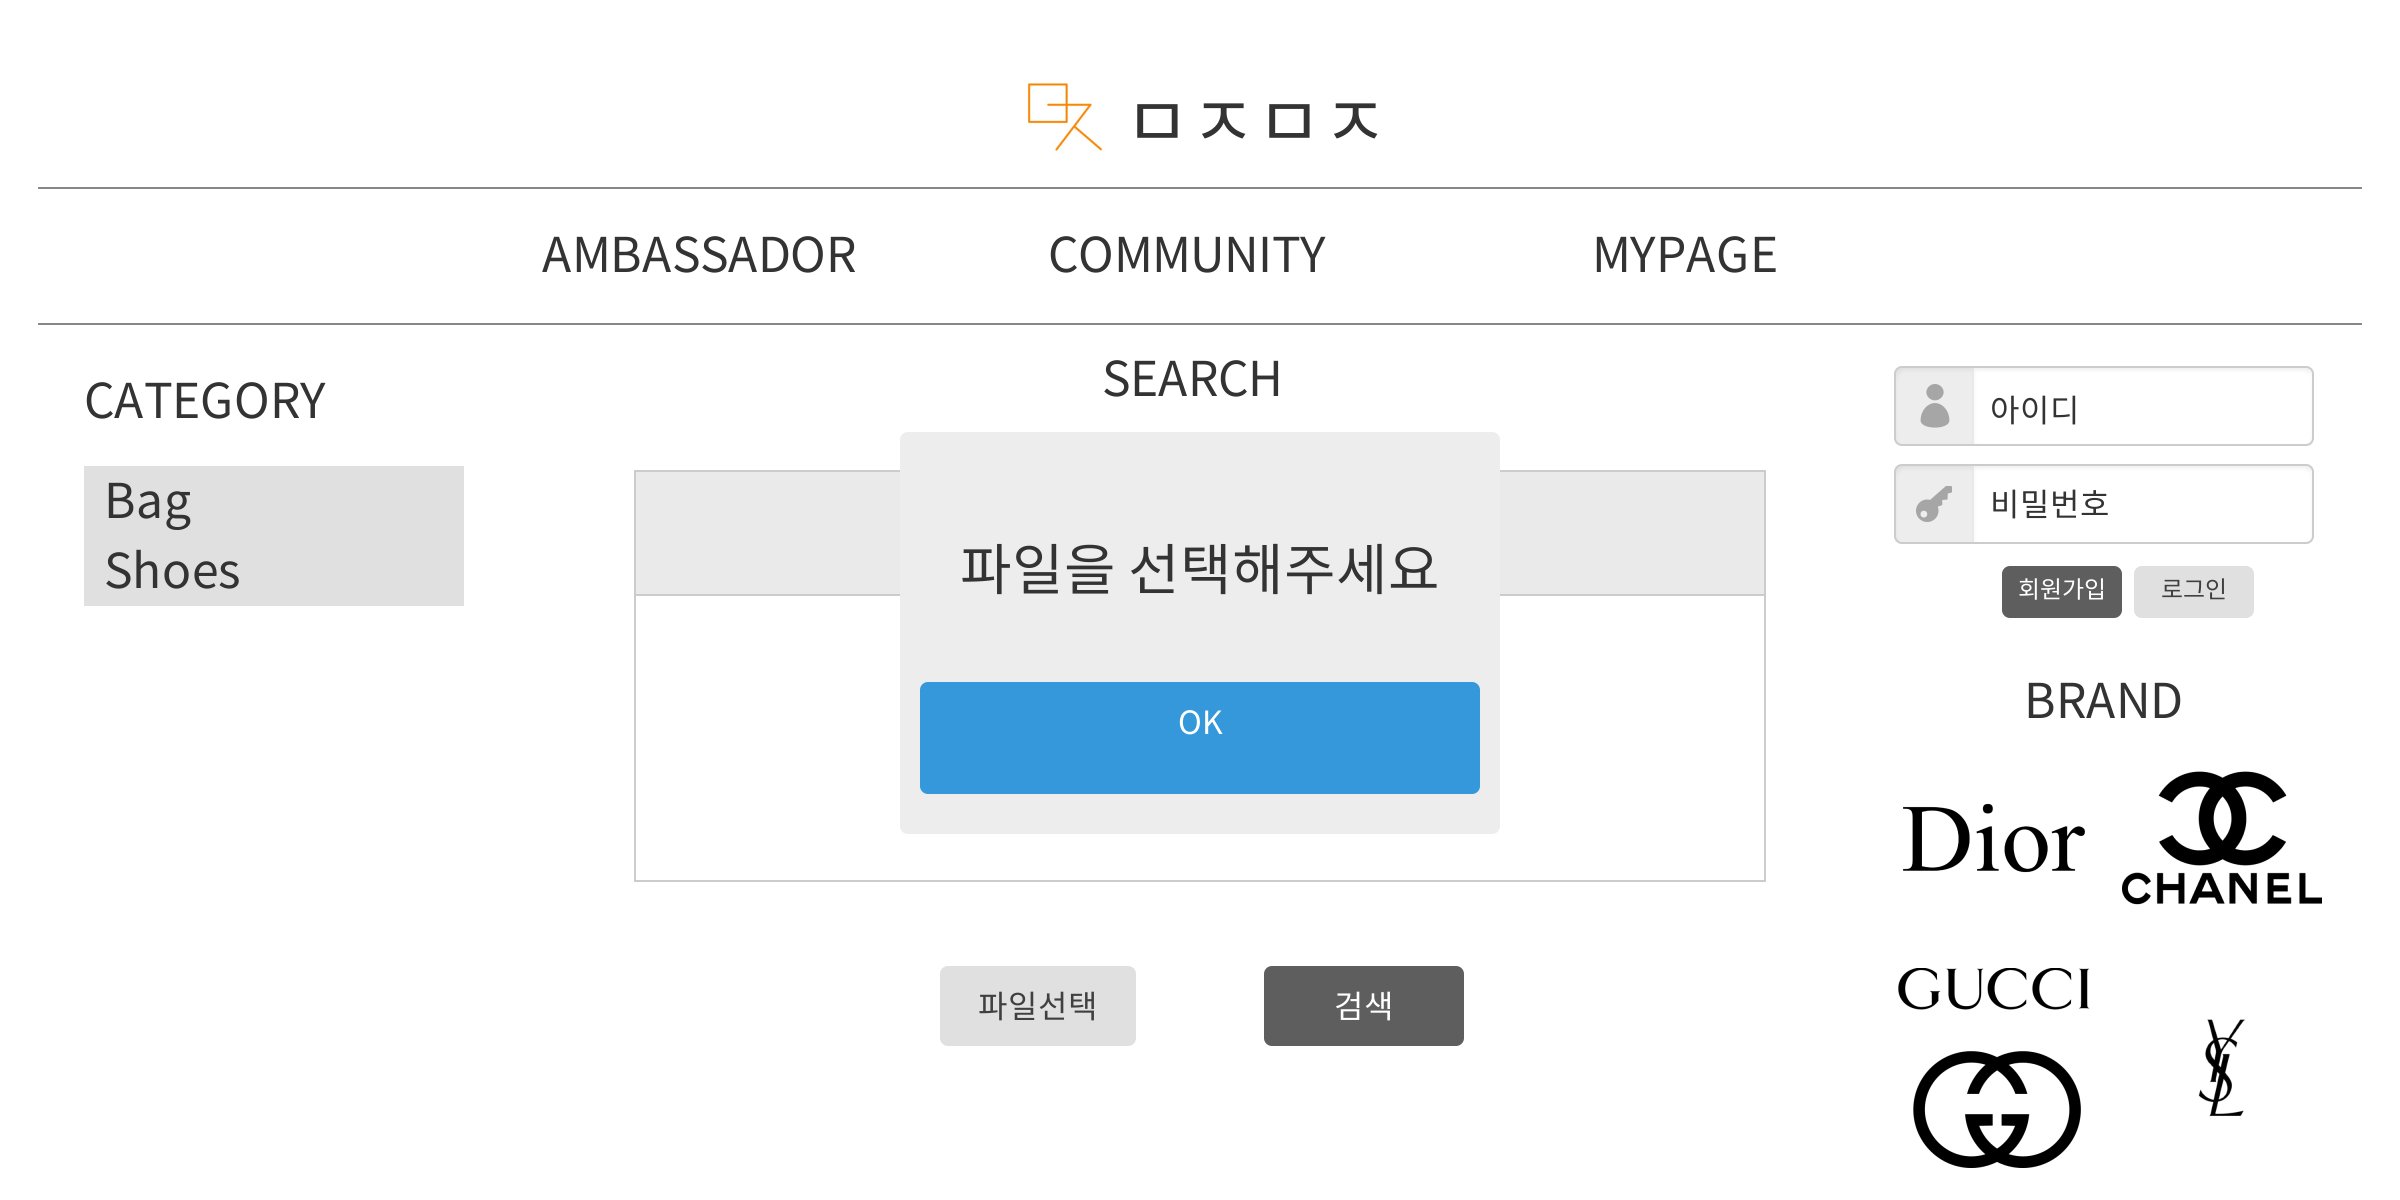 ㅁㅈㅁㅈ
AMBASSADOR COMMUNITY MYPAGE
SEARCH
CATEGORY
Bag
Shoes
파일을 선택해주세요
OK
파일선택 검색
아이디
비밀번호
회원가입 로그인
BRAND
Dior
CHANEL
GUCCI
YSL